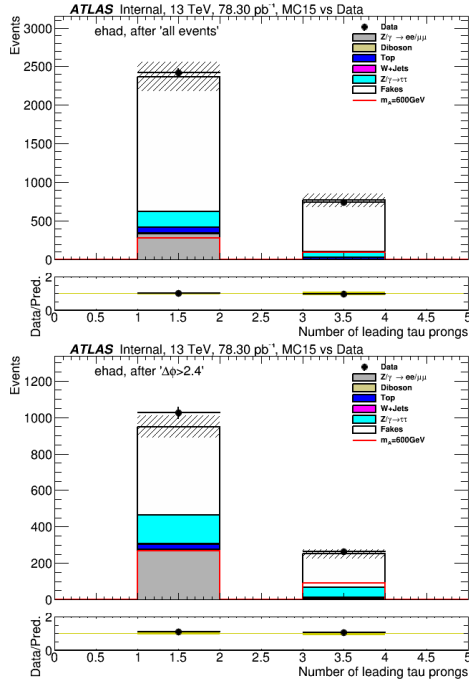 ATLAS Internal, 13 TeV, 78.30 pb⁻¹, MC15 vs Data
Events
3000
2500
2000
1500
1000
500
0
ehad, after 'all events'
Data
Z/γ → ee/μμ
Diboson
Top
W+Jets
Z/γ→ττ
Fakes
m_A=600GeV
Data/Pred.
2
0
0 0.5 1 1.5 2 2.5 3 3.5 4 4.5 5
Number of leading tau prongs
ATLAS Internal, 13 TeV, 78.30 pb⁻¹, MC15 vs Data
Events
1200
1000
800
600
400
200
0
ehad, after 'Δϕ>2.4'
Data
Z/γ → ee/μμ
Diboson
Top
W+Jets
Z/γ→ττ
Fakes
m_A=600GeV
Data/Pred.
2
0
0 0.5 1 1.5 2 2.5 3 3.5 4 4.5 5
Number of leading tau prongs